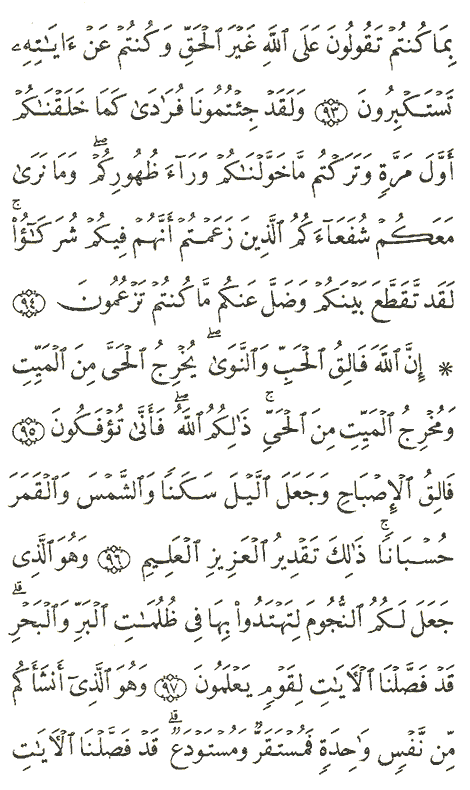 بِمَا كُنتُمْ تَقُولُونَ عَلَى ٱللَّهِ غَيْرَ ٱلْحَقِّ وَكُنتُمْ عَنْ ءَايَٰتِهِۦ
تَسْتَكْبِرُونَ ٩٣ وَلَقَدْ جِئْتُمُونَا فُرَٰدَىٰ كَمَا خَلَقْنَٰكُمْ
أَوَّلَ مَرَّةٍ وَتَرَكْتُم مَّا خَوَّلْنَٰكُمْ وَرَآءَ ظُهُورِكُمْ ۖ وَمَا نَرَىٰ
مَعَكُمْ شُفَعَآءَكُمُ ٱلَّذِينَ زَعَمْتُمْ أَنَّهُمْ فِيكُمْ شُرَكَٰٓؤُا۟ ۚ
لَقَد تَّقَطَّعَ بَيْنَكُمْ وَضَلَّ عَنكُم مَّا كُنتُمْ تَزْعُمُونَ ٩٤
* إِنَّ ٱللَّهَ فَالِقُ ٱلْحَبِّ وَٱلنَّوَىٰ ۖ يُخْرِجُ ٱلْحَىَّ مِنَ ٱلْمَيِّتِ
وَمُخْرِجُ ٱلْمَيِّتِ مِنَ ٱلْحَىِّ ۚ ذَٰلِكُمُ ٱللَّهُ ۖ فَأَنَّىٰ تُؤْفَكُونَ ٩٥
فَالِقُ ٱلْإِصْبَاحِ وَجَعَلَ ٱلَّيْلَ سَكَنًا وَٱلشَّمْسَ وَٱلْقَمَرَ
حُسْبَانًا ۚ ذَٰلِكَ تَقْدِيرُ ٱلْعَزِيزِ ٱلْعَلِيمِ ٩٦ وَهُوَ ٱلَّذِى
جَعَلَ لَكُمُ ٱلنُّجُومَ لِتَهْتَدُوا۟ بِهَا فِى ظُلُمَٰتِ ٱلْبَرِّ وَٱلْبَحْرِ ۗ
قَدْ فَصَّلْنَا ٱلْءَايَٰتِ لِقَوْمٍ يَعْلَمُونَ ٩٧ وَهُوَ ٱلَّذِىٓ أَنشَأَكُم
مِّن نَّفْسٍ وَٰحِدَةٍ فَمُسْتَقَرٌّ وَمُسْتَوْدَعٌ ۗ قَدْ فَصَّلْنَا ٱلْءَايَٰتِ